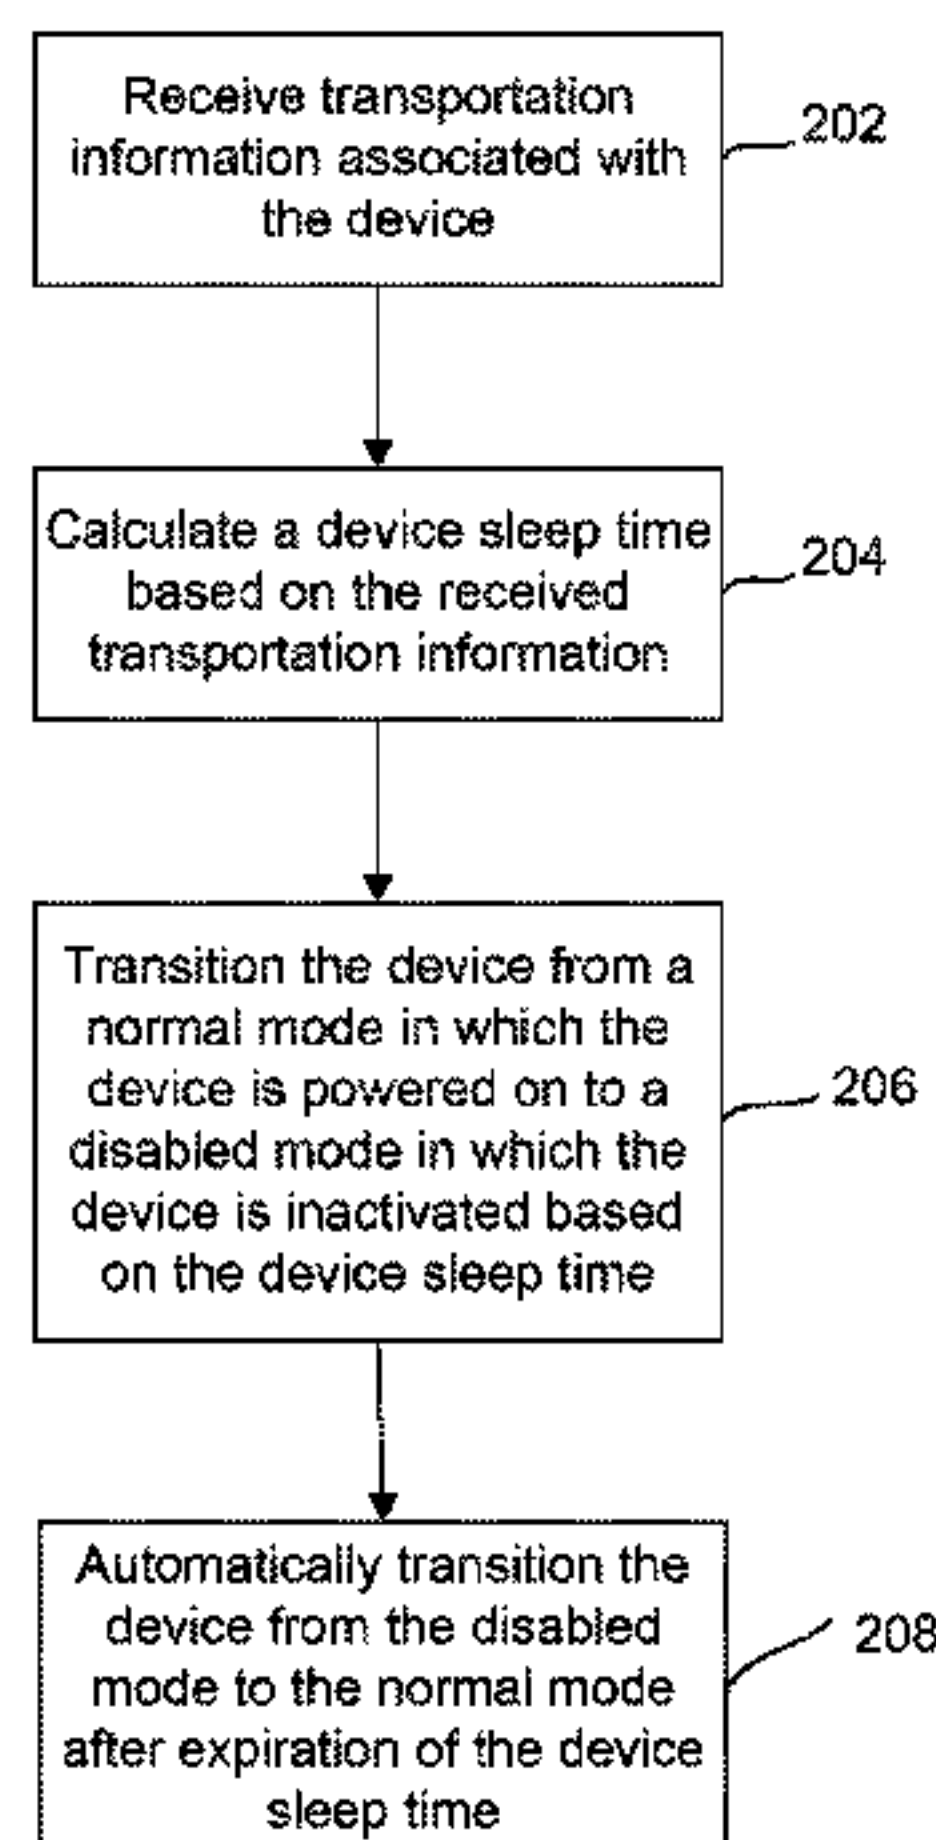 Receive transportation
information associated with
the device
202
Calculate a device sleep time
based on the received
transportation information
204
Transition the device from a
normal mode in which the
device is powered on to a
disabled mode in which the
device is inactivated based
on the device sleep time
206
Automatically transition the
device from the disabled
mode to the normal mode
after expiration of the device
sleep time
208